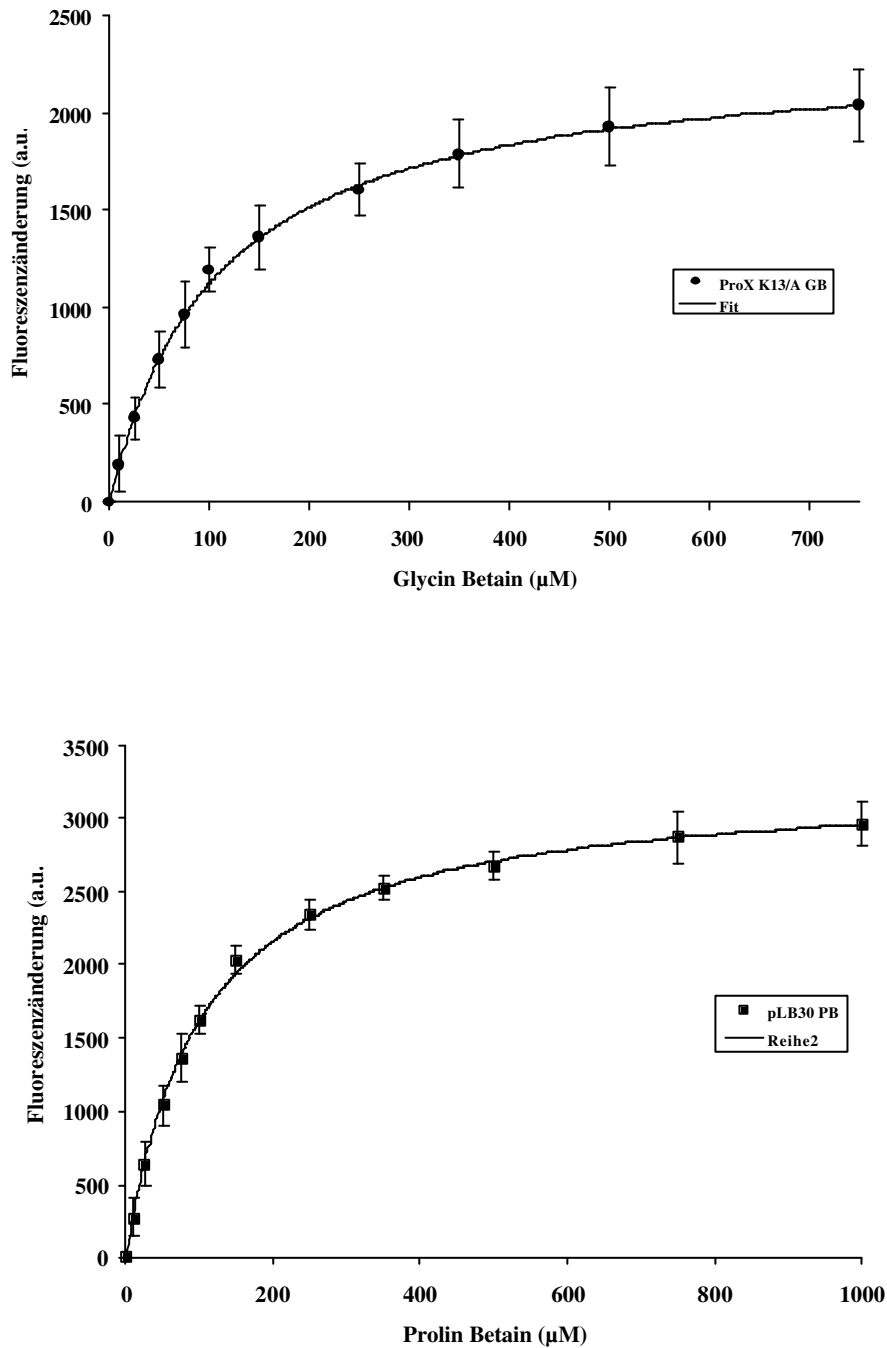 2500
2000
1500
1000
500
0
Fluoreszenzänderung (a.u.
ProX K13/A GB
Fit
0 100 200 300 400 500 600 700
Glycin Betain (µM)
3500
3000
2500
2000
1500
1000
500
0
Fluoreszenzänderung (a.u.
pLB30 PB
Reihe2
0 200 400 600 800 1000
Prolin Betain (µM)